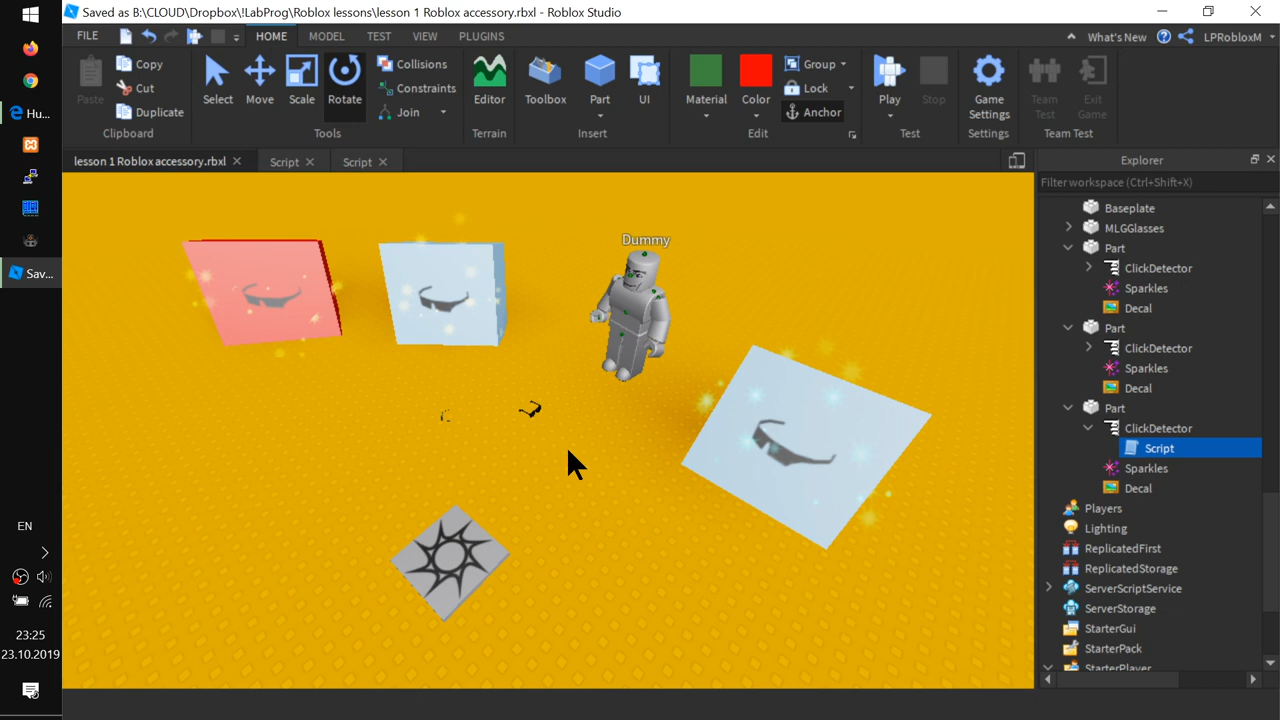 Saved as B:\CLOUD\Dropbox\!LabProg\Roblox lessons\lesson 1 Roblox accessory.rbxl - Roblox Studio
FILE HOME MODEL TEST VIEW PLUGINS What's New LPRobloxM
Paste Copy Cut Duplicate
Clipboard
Select Move Scale Rotate Collisions Constraints Join
Tools
Editor
Terrain
Toolbox Part UI
Insert
Material Color Group Lock Anchor
Edit
Play Stop
Test
Game Settings
Settings
Team Test Exit Game
Team Test
lesson 1 Roblox accessory.rbxl Script Script
Explorer
Filter workspace (Ctrl+Shift+X)
Baseplate
MLGGlasses
Part
ClickDetector
Sparkles
Decal
Part
ClickDetector
Sparkles
Decal
Part
ClickDetector
Script
Sparkles
Decal
Players
Lighting
ReplicatedFirst
ReplicatedStorage
ServerScriptService
ServerStorage
StarterGui
StarterPack
StarterPlayer
Dummy
Hu...
Sav...
EN
23:25
23.10.2019